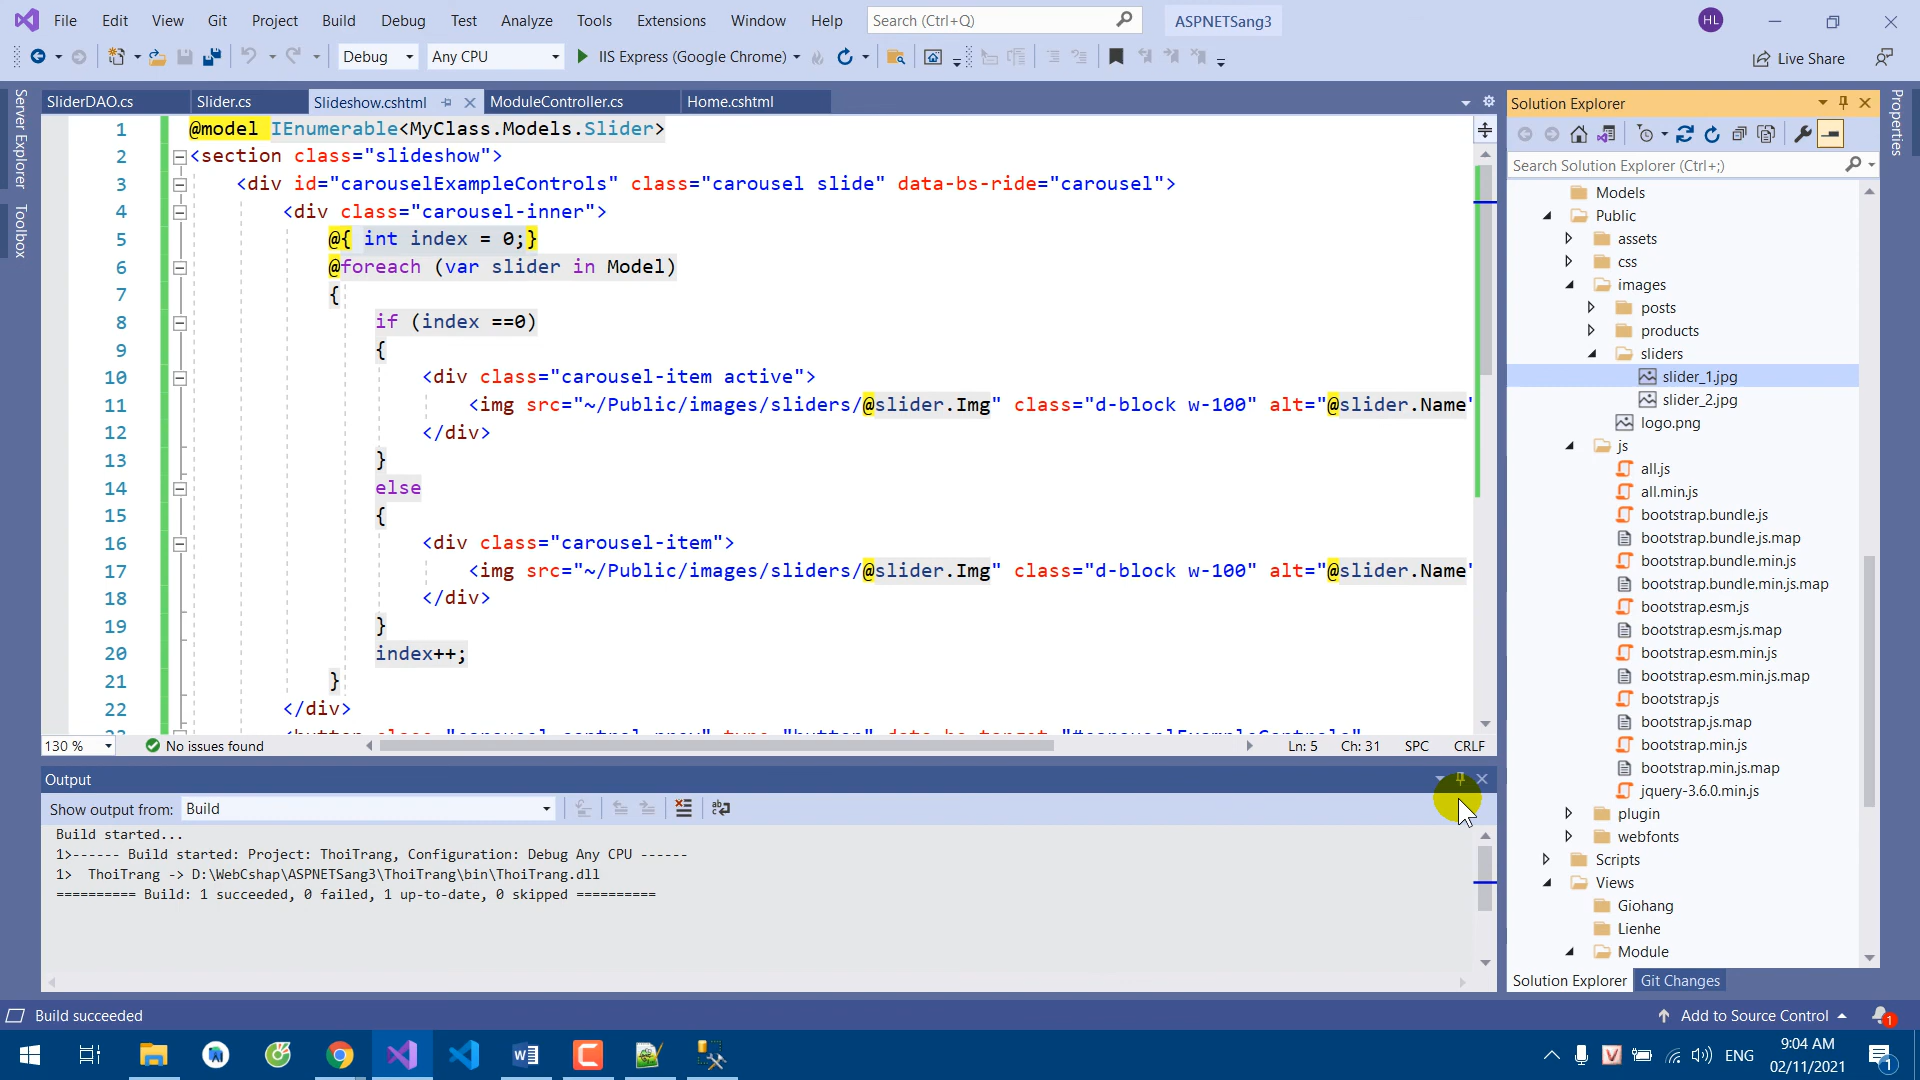 File Edit View Git Project Build Debug Test Analyze Tools Extensions Window Help Search (Ctrl+Q) ASPNETSang3 HL
Debug Any CPU IIS Express (Google Chrome) Live Share
Server Explorer
Toolbox
Properties
SliderDAO.cs Slider.cs Slideshow.cshtml ModuleController.cs Home.cshtml
1 @model IEnumerable<MyClass.Models.Slider>
2 <section class="slideshow">
3 <div id="carouselExampleControls" class="carousel slide" data-bs-ride="carousel">
4 <div class="carousel-inner">
5 @{ int index = 0;}
6 @foreach (var slider in Model)
7 {
8 if (index ==0)
9 {
10 <div class="carousel-item active">
11 <img src="~/Public/images/sliders/@slider.Img" class="d-block w-100" alt="@slider.Name"
12 </div>
13 }
14 else
15 {
16 <div class="carousel-item">
17 <img src="~/Public/images/sliders/@slider.Img" class="d-block w-100" alt="@slider.Name"
18 </div>
19 }
20 index++;
21 }
22 </div>
130 % No issues found Ln: 5 Ch: 31 SPC CRLF
Output
Show output from: Build
Build started...
1>------ Build started: Project: ThoiTrang, Configuration: Debug Any CPU ------
1> ThoiTrang -> D:\WebCshap\ASPNETSang3\ThoiTrang\bin\ThoiTrang.dll
========== Build: 1 succeeded, 0 failed, 1 up-to-date, 0 skipped ==========
Solution Explorer
Search Solution Explorer (Ctrl+;)
Models
Public
assets
css
images
posts
products
sliders
slider_1.jpg
slider_2.jpg
logo.png
js
all.js
all.min.js
bootstrap.bundle.js
bootstrap.bundle.js.map
bootstrap.bundle.min.js
bootstrap.bundle.min.js.map
bootstrap.esm.js
bootstrap.esm.js.map
bootstrap.esm.min.js
bootstrap.esm.min.js.map
bootstrap.js
bootstrap.js.map
bootstrap.min.js
bootstrap.min.js.map
jquery-3.6.0.min.js
plugin
webfonts
Scripts
Views
Giohang
Lienhe
Module
Solution Explorer Git Changes
Build succeeded Add to Source Control 1
ENG 9:04 AM
02/11/2021 1